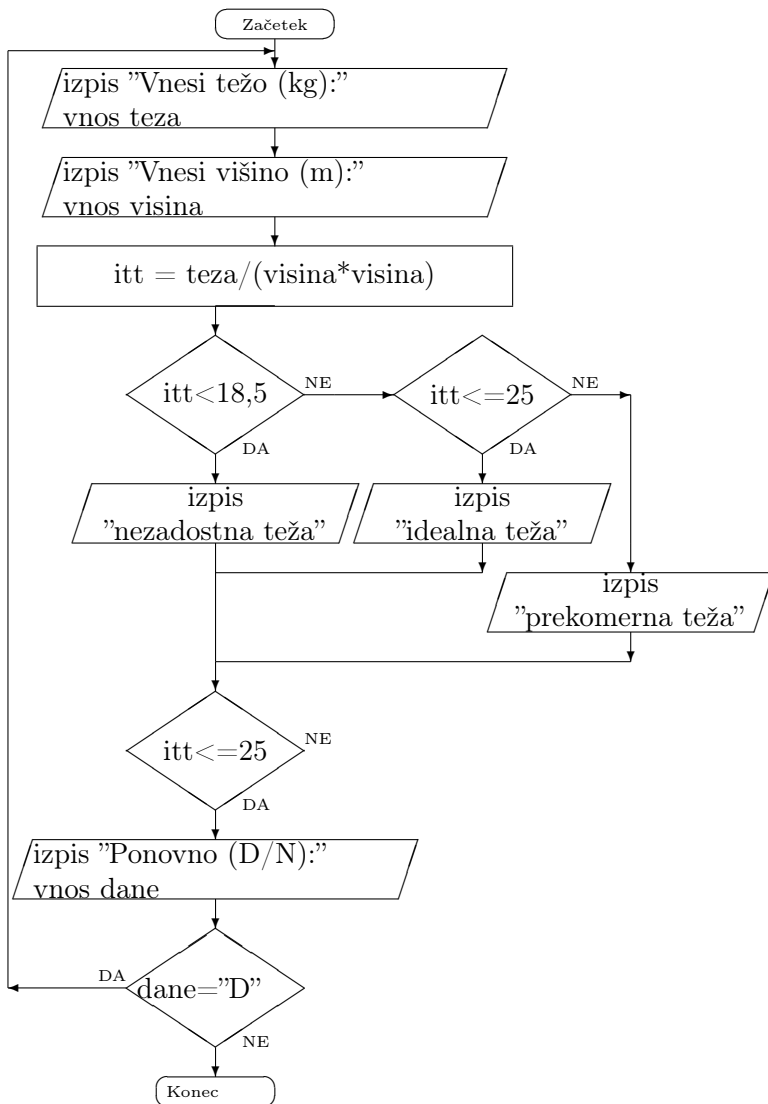 Začetek
izpis ”Vnesi težo (kg):”
vnos teza
izpis ”Vnesi višino (m):”
vnos visina
itt = teza/(visina*visina)
itt<18,5
NE
DA
itt<=25
NE
DA
izpis
”nezadostna teža”
izpis
”idealna teža”
izpis
”prekomerna teža”
itt<=25
NE
DA
izpis ”Ponovno (D/N):”
vnos dane
DA
dane=”D”
NE
Konec